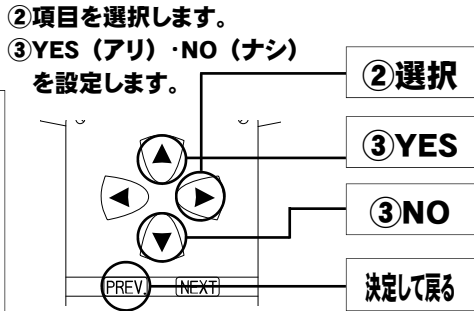 ②項目を選択します。
③YES（アリ）・NO（ナシ）
を設定します。
②選択
③YES
③NO
PREV.
NEXT
決定して戻る